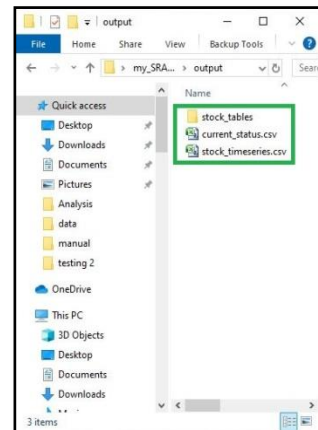 output
File Home Share View Backup Tools
my_SRA... output Sear
Name
Quick access
Desktop
Downloads
Documents
Pictures
Analysis
data
manual
testing 2
OneDrive
This PC
3D Objects
Desktop
Documents
Downloads
stock_tables
current_status.csv
stock_timeseries.csv
3 items